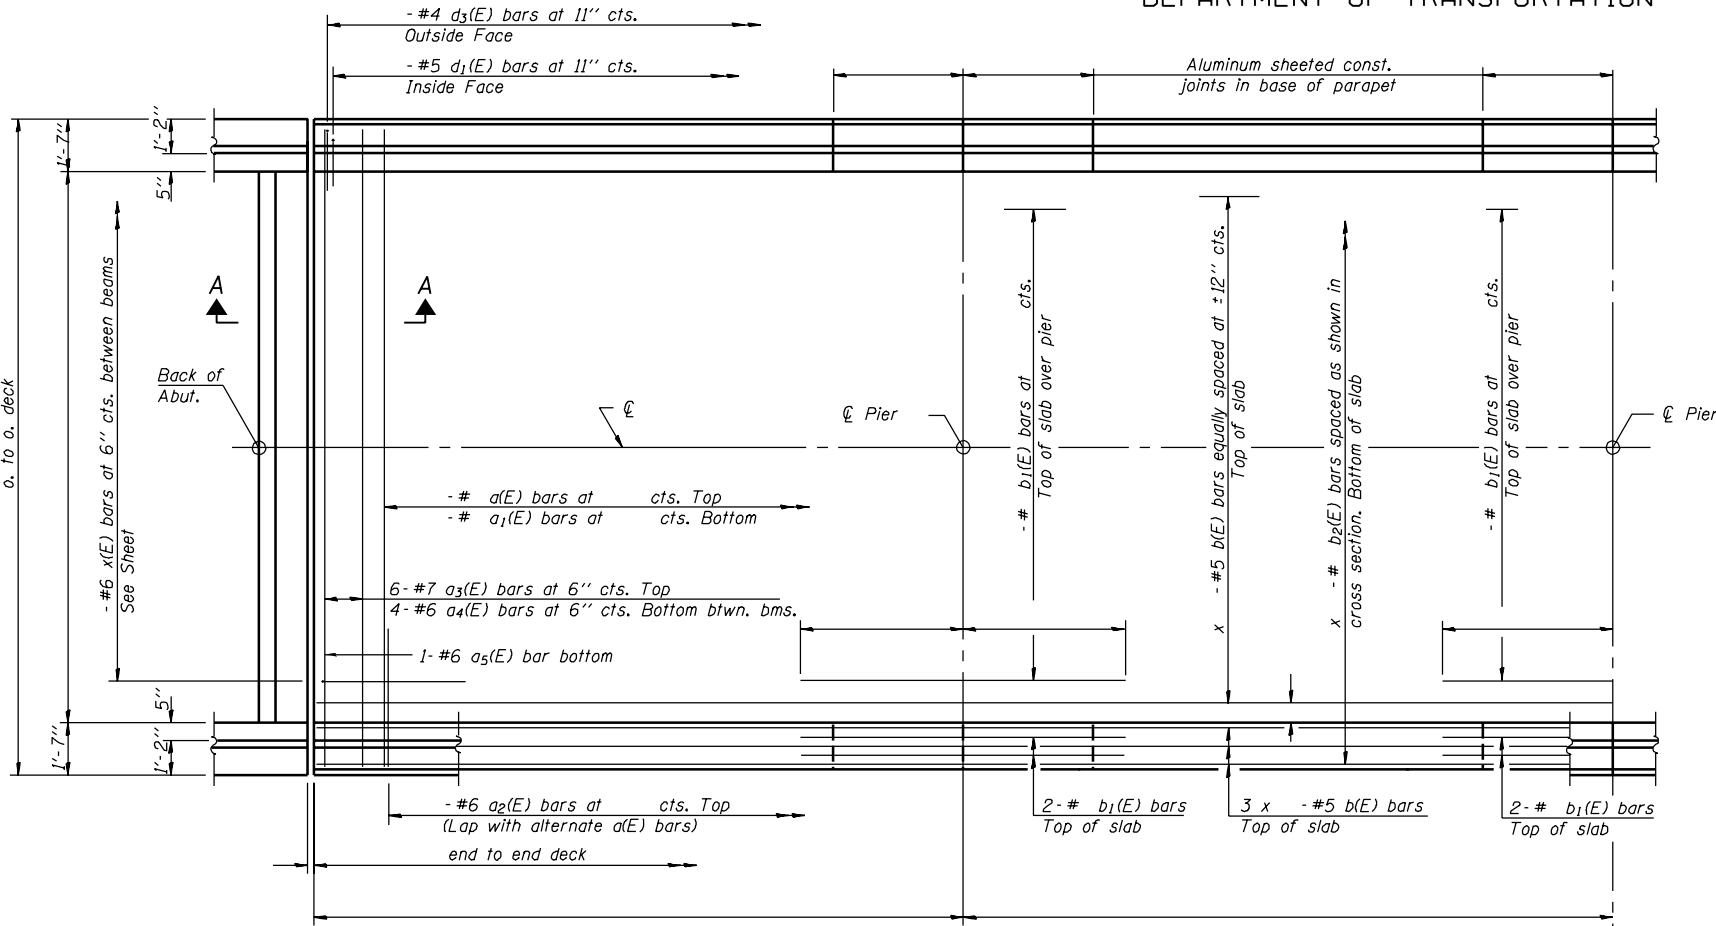 DEPARTMENT OF TRANSPORTATION
- #4 d3(E) bars at 11'' cts.
Outside Face
- #5 d1(E) bars at 11'' cts.
Inside Face
Aluminum sheeted const.
joints in base of parapet
1'-7''
1'-2''
5''
o. to o. deck
- #6 x(E) bars at 6'' cts. between beams
See Sheet
A
A
Back of
Abut.
℄
℄ Pier
℄ Pier
- # b1(E) bars at cts.
Top of slab over pier
x - #5 b(E) bars equally spaced at ±12'' cts.
Top of slab
x - # b2(E) bars spaced as shown in
cross section. Bottom of slab
- # b1(E) bars at cts.
Top of slab over pier
- # a(E) bars at cts. Top
- # a1(E) bars at cts. Bottom
6- #7 a3(E) bars at 6'' cts. Top
4- #6 a4(E) bars at 6'' cts. Bottom btwn. bms.
1- #6 a5(E) bar bottom
5''
1'-7''
1'-2''
- #6 a2(E) bars at cts. Top
(Lap with alternate a(E) bars)
end to end deck
2- # b1(E) bars
Top of slab
3 x - #5 b(E) bars
Top of slab
2- # b1(E) bars
Top of slab